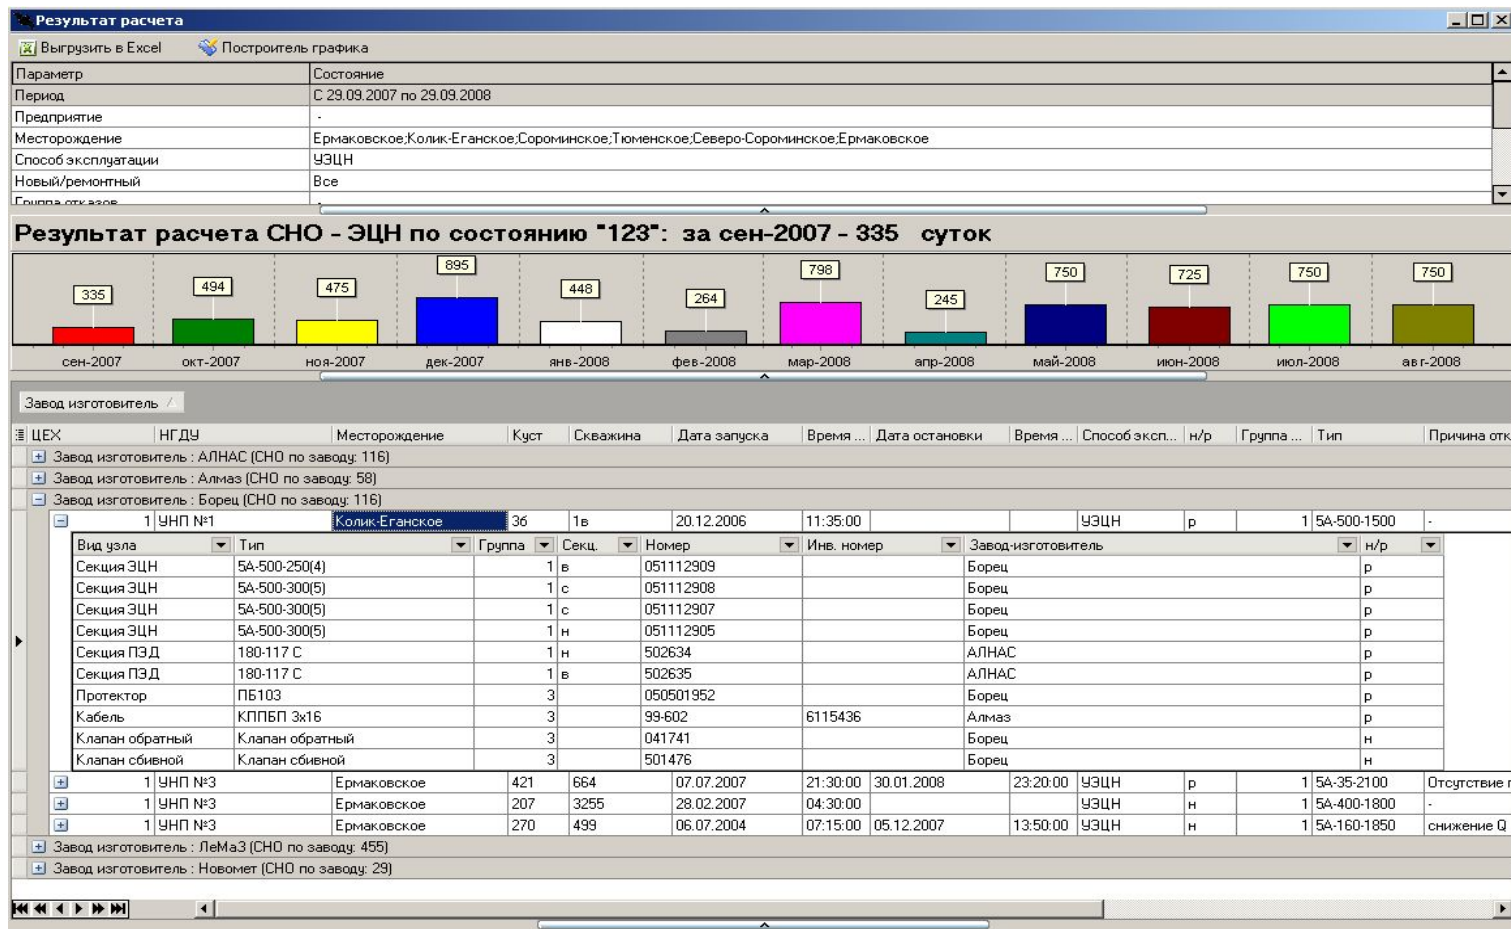 Результат расчета
Выгрузить в Excel Построитель графика
Параметр Состояние
Период С 29.09.2007 по 29.09.2008
Предприятие -
Месторождение Ермаковское;Колик-Еганское;Сороминское;Тюменское;Северо-Сороминское;Ермаковское
Способ эксплуатации УЭЦН
Новый/ремонтный Все
Группа отказов -
Результат расчета СНО - ЭЦН по состоянию "123": за сен-2007 - 335 суток
335 494 475 895 448 264 798 245 750 725 750 750
сен-2007 окт-2007 ноя-2007 дек-2007 янв-2008 фев-2008 мар-2008 апр-2008 май-2008 июн-2008 июл-2008 авг-2008
Завод изготовитель
ЦЕХ НГДУ Месторождение Куст Скважина Дата запуска Время ... Дата остановки Время ... Способ эксп... н/р Группа ... Тип Причина отк
Завод изготовитель : АЛНАС (СНО по заводу: 116)
Завод изготовитель : Алмаз (СНО по заводу: 58)
Завод изготовитель : Борец (СНО по заводу: 116)
1 УНП №1 Колик-Еганское 36 1в 20.12.2006 11:35:00 УЭЦН р 1 5А-500-1500 -
Вид узла Тип Группа Секц. Номер Инв. номер Завод-изготовитель н/р
Секция ЭЦН 5А-500-250(4) 1 в 051112909 Борец р
Секция ЭЦН 5А-500-300(5) 1 с 051112908 Борец р
Секция ЭЦН 5А-500-300(5) 1 с 051112907 Борец р
Секция ЭЦН 5А-500-300(5) 1 н 051112905 Борец р
Секция ПЭД 180-117 С 1 н 502634 АЛНАС р
Секция ПЭД 180-117 С 1 в 502635 АЛНАС р
Протектор ПБ103 3 050501952 Борец р
Кабель КППБП 3х16 3 99-602 6115436 Алмаз р
Клапан обратный Клапан обратный 3 041741 Борец н
Клапан сбивной Клапан сбивной 3 501476 Борец н
1 УНП №3 Ермаковское 421 664 07.07.2007 21:30:00 30.01.2008 23:20:00 УЭЦН р 1 5А-35-2100 Отсутствие
1 УНП №3 Ермаковское 207 3255 28.02.2007 04:30:00 УЭЦН н 1 5А-400-1800 -
1 УНП №3 Ермаковское 270 499 06.07.2004 07:15:00 05.12.2007 13:50:00 УЭЦН н 1 5А-160-1850 снижение Q
Завод изготовитель : ЛеМаЗ (СНО по заводу: 455)
Завод изготовитель : Новомет (СНО по заводу: 29)